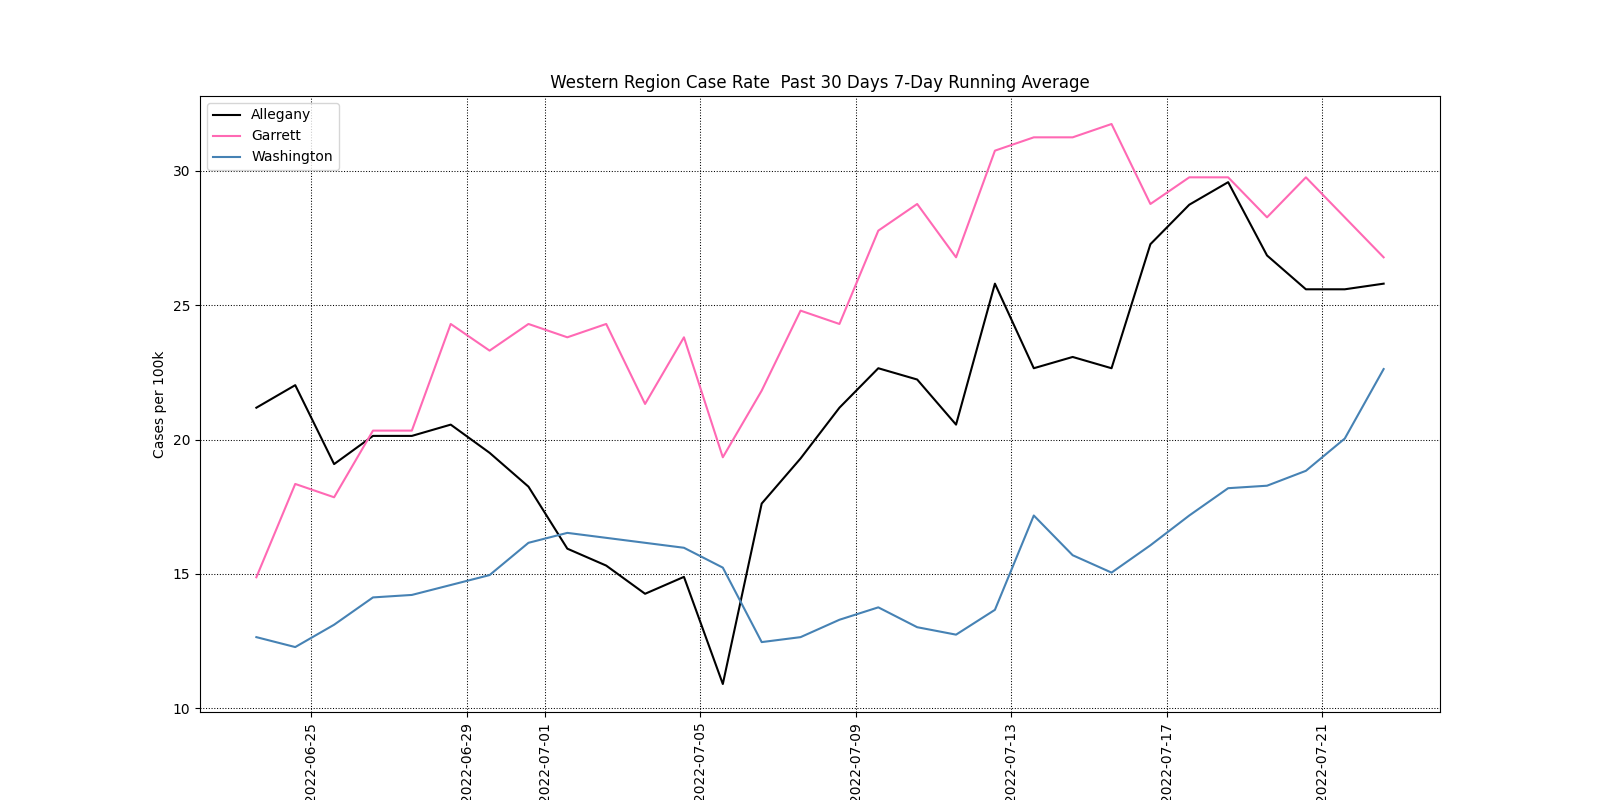 Western Region Case Rate  Past 30 Days 7-Day Running Average
Allegany
Garrett
Washington
Cases per 100k
30
25
20
15
10
2022-06-25
2022-06-29
2022-07-01
2022-07-05
2022-07-09
2022-07-13
2022-07-17
2022-07-21